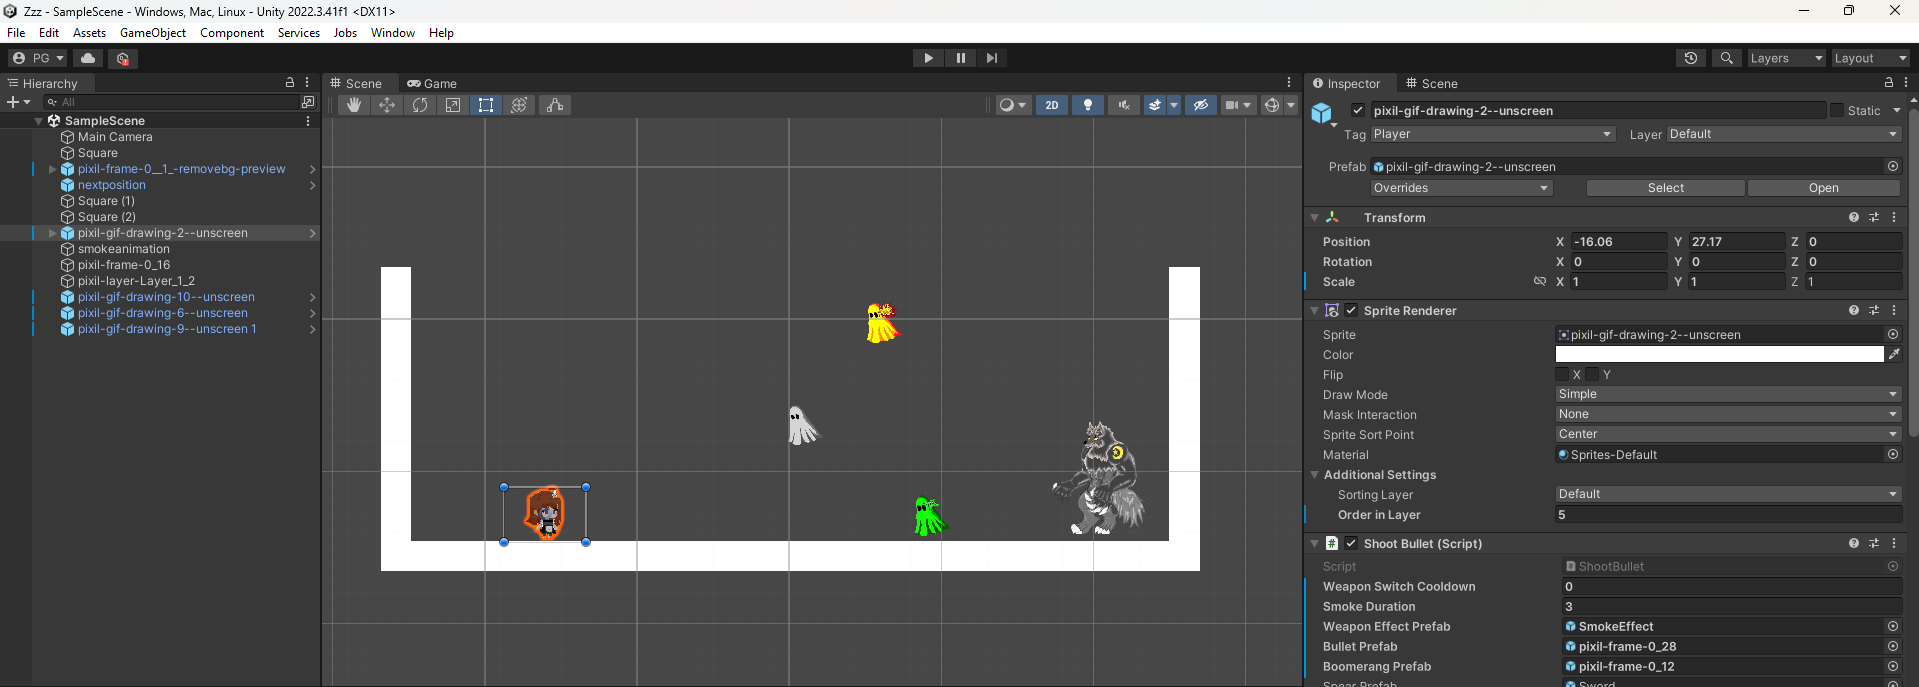 Zzz - SampleScene - Windows, Mac, Linux - Unity 2022.3.41f1 <DX11>
File Edit Assets GameObject Component Services Jobs Window Help
PG Layers Layout
Hierarchy
All
SampleScene
Main Camera
Square
pixil-frame-0__1_-removebg-preview
nextposition
Square (1)
Square (2)
pixil-gif-drawing-2--unscreen
smokeanimation
pixil-frame-0_16
pixil-layer-Layer_1_2
pixil-gif-drawing-10--unscreen
pixil-gif-drawing-6--unscreen
pixil-gif-drawing-9--unscreen 1
Scene Game
2D
Inspector Scene
pixil-gif-drawing-2--unscreen Static
Tag Player Layer Default
Prefab pixil-gif-drawing-2--unscreen
Overrides Select Open
Transform
Position X -16.06 Y 27.17 Z 0
Rotation X 0 Y 0 Z 0
Scale X 1 Y 1 Z 1
Sprite Renderer
Sprite pixil-gif-drawing-2--unscreen
Color
Flip X Y
Draw Mode Simple
Mask Interaction None
Sprite Sort Point Center
Material Sprites-Default
Additional Settings
Sorting Layer Default
Order in Layer 5
Shoot Bullet (Script)
Script ShootBullet
Weapon Switch Cooldown 0
Smoke Duration 3
Weapon Effect Prefab SmokeEffect
Bullet Prefab pixil-frame-0_28
Boomerang Prefab pixil-frame-0_12
Spear Prefab Sword